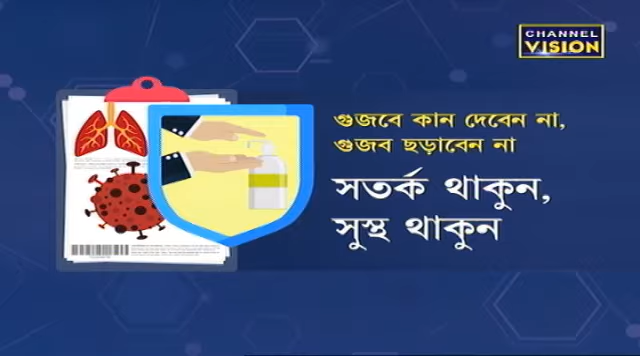 CHANNEL
VISION
গুজবে কান দেবেন না,
গুজব ছড়াবেন না
সতর্ক থাকুন,
সুস্থ থাকুন